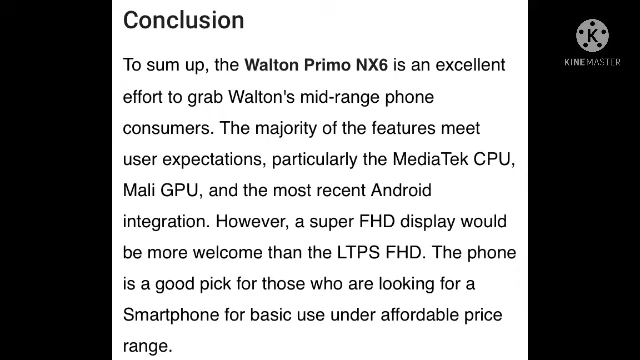 Conclusion
To sum up, the Walton Primo NX6 is an excellent
effort to grab Walton's mid-range phone
consumers. The majority of the features meet
user expectations, particularly the MediaTek CPU,
Mali GPU, and the most recent Android
integration. However, a super FHD display would
be more welcome than the LTPS FHD. The phone
is a good pick for those who are looking for a
Smartphone for basic use under affordable price
range.
K
KINEMASTER